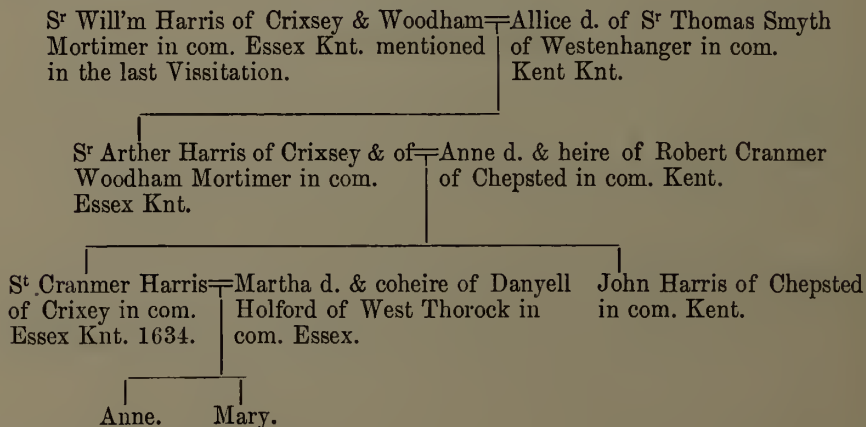 Sʳ Will'm Harris of Crixsey & Woodham
Mortimer in com. Essex Knt. mentioned
in the last Vissitation.
Allice d. of Sʳ Thomas Smyth
of Westenhanger in com.
Kent Knt.
Sʳ Arther Harris of Crixsey & of
Woodham Mortimer in com.
Essex Knt.
Anne d. & heire of Robert Cranmer
of Chepsted in com. Kent.
Sᵗ Cranmer Harris
of Crixey in com.
Essex Knt. 1634.
Martha d. & coheire of Danyell
Holford of West Thorock in
com. Essex.
John Harris of Chepsted
in com. Kent.
Anne. Mary.